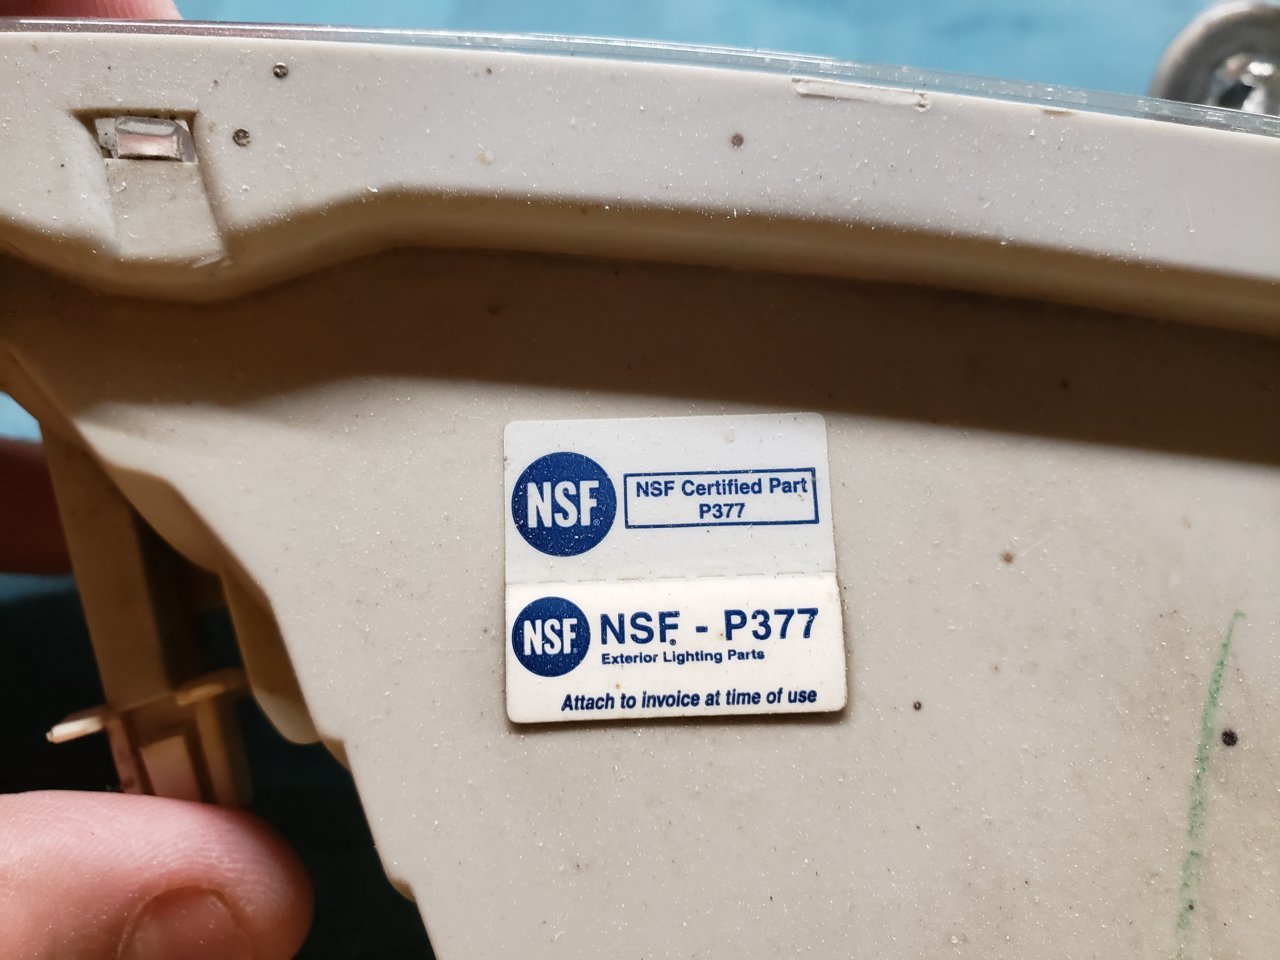 NSF
NSF Certified Part
P377
NSF
NSF - P377
Exterior Lighting Parts
Attach to invoice at time of use